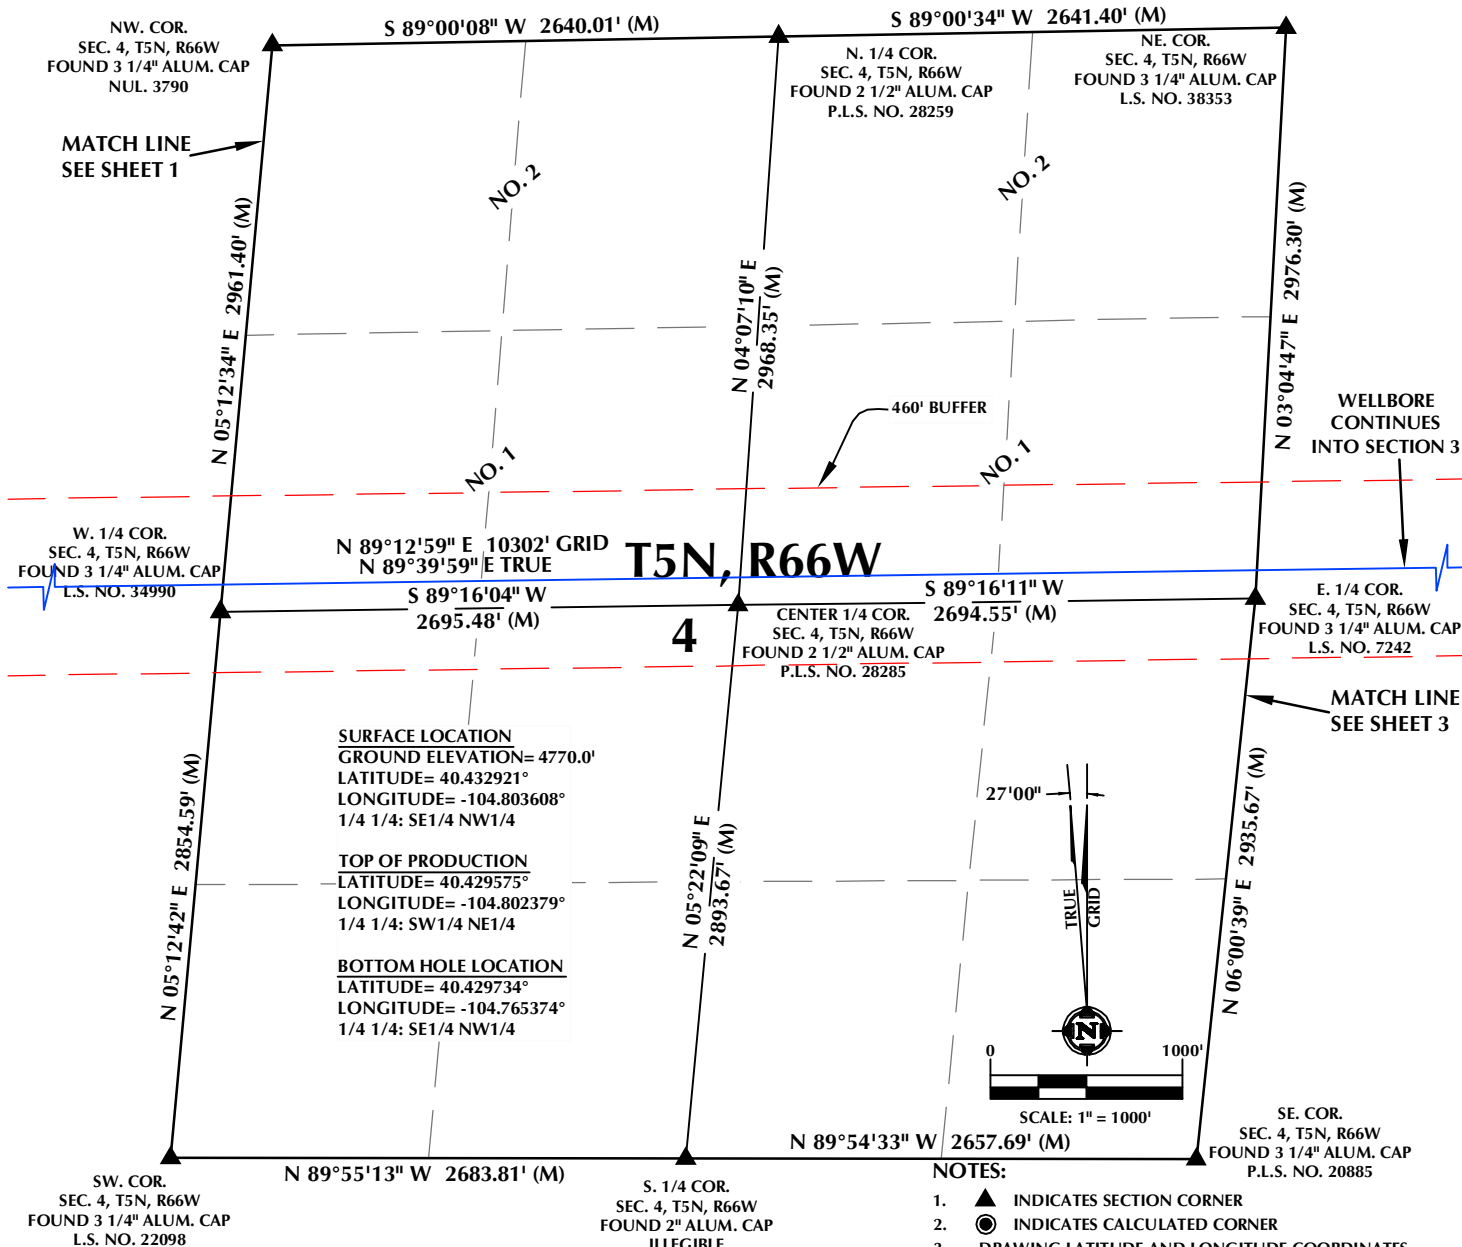 S 89°00'08" W 2640.01' (M)
S 89°00'34" W 2641.40' (M)
NW. COR.
SEC. 4, T5N, R66W
FOUND 3 1/4" ALUM. CAP
NUL. 3790
N. 1/4 COR.
SEC. 4, T5N, R66W
FOUND 2 1/2" ALUM. CAP
P.L.S. NO. 28259
NE. COR.
SEC. 4, T5N, R66W
FOUND 3 1/4" ALUM. CAP
L.S. NO. 38353
MATCH LINE
SEE SHEET 1
NO. 2
NO. 2
N 05°12'34" E 2961.40' (M)
N 04°07'10" E
2968.35' (M)
N 03°04'47" E 2976.30' (M)
460' BUFFER
WELLBORE
CONTINUES
INTO SECTION 3
NO. 1
NO. 1
W. 1/4 COR.
SEC. 4, T5N, R66W
FOUND 3 1/4" ALUM. CAP
L.S. NO. 34990
N 89°12'59" E 10302' GRID
N 89°39'59" E TRUE
T5N, R66W
S 89°16'04" W
2695.48' (M)
S 89°16'11" W
2694.55' (M)
4
CENTER 1/4 COR.
SEC. 4, T5N, R66W
FOUND 2 1/2" ALUM. CAP
P.L.S. NO. 28285
E. 1/4 COR.
SEC. 4, T5N, R66W
FOUND 3 1/4" ALUM. CAP
L.S. NO. 7242
MATCH LINE
SEE SHEET 3
SURFACE LOCATION
GROUND ELEVATION= 4770.0'
LATITUDE= 40.432921°
LONGITUDE= -104.803608°
1/4 1/4: SE1/4 NW1/4
TOP OF PRODUCTION
LATITUDE= 40.429575°
LONGITUDE= -104.802379°
1/4 1/4: SW1/4 NE1/4
BOTTOM HOLE LOCATION
LATITUDE= 40.429734°
LONGITUDE= -104.765374°
1/4 1/4: SE1/4 NW1/4
N 05°12'42" E 2854.59' (M)
N 05°22'09" E
2893.67' (M)
N 06°00'39" E 2935.67' (M)
27'00"
TRUE
GRID
N
0 1000'
SCALE: 1" = 1000'
N 89°55'13" W 2683.81' (M)
N 89°54'33" W 2657.69' (M)
SW. COR.
SEC. 4, T5N, R66W
FOUND 3 1/4" ALUM. CAP
L.S. NO. 22098
S. 1/4 COR.
SEC. 4, T5N, R66W
FOUND 2" ALUM. CAP
ILLEGIBLE
SE. COR.
SEC. 4, T5N, R66W
FOUND 3 1/4" ALUM. CAP
P.L.S. NO. 20885
NOTES:
1. INDICATES SECTION CORNER
2. INDICATES CALCULATED CORNER
3. DRAWING LATITUDE AND LONGITUDE COORDINATES